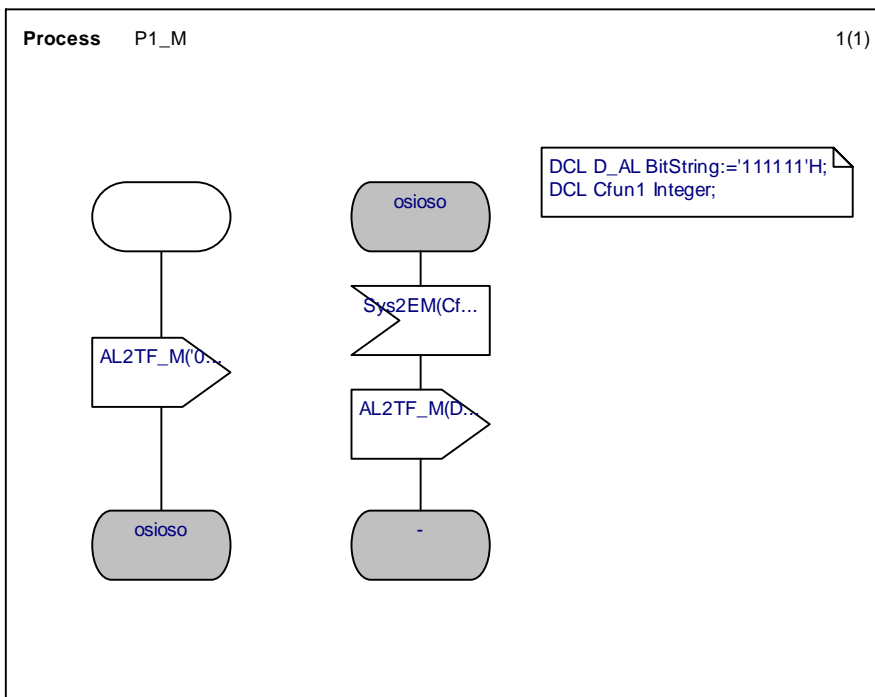 Process P1_M 1(1)
DCL D_AL BitString:='111111'H;
DCL Cfun1 Integer;
osioso
Sys2EM(Cf...
AL2TF_M('0...
AL2TF_M(D...
osioso
-